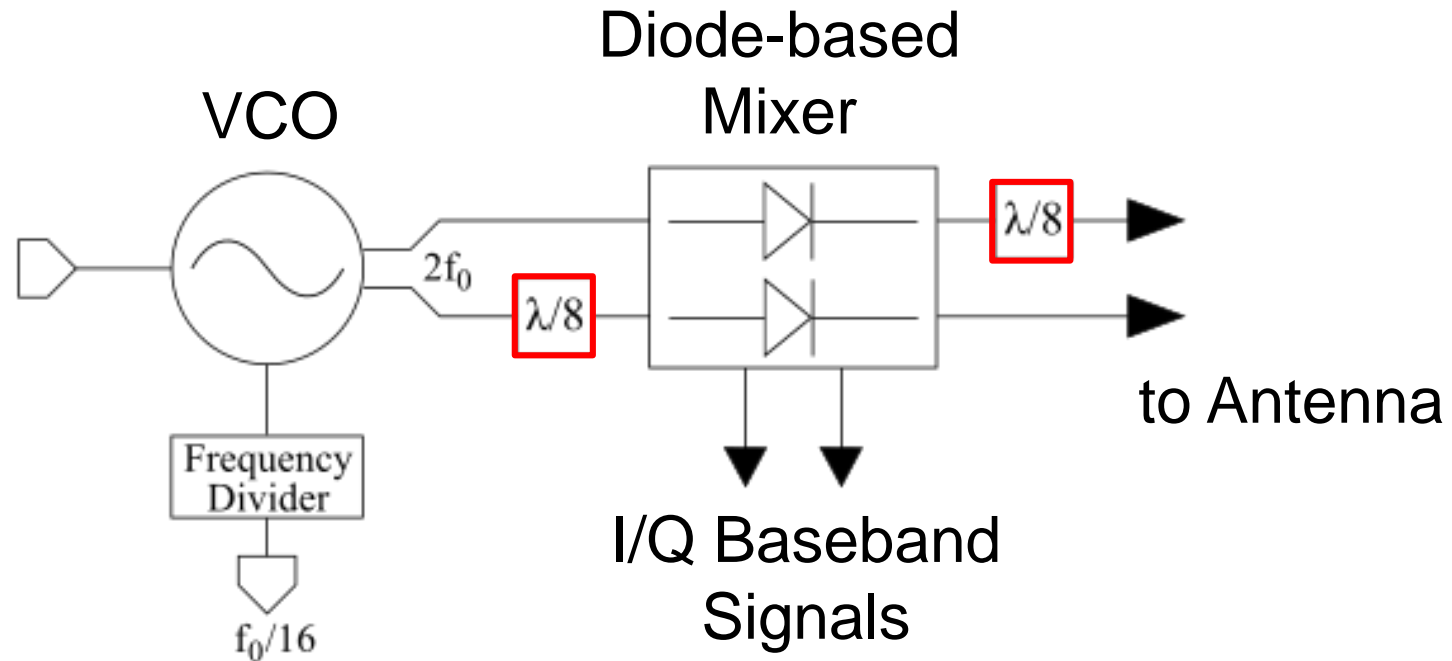 Diode-based
Mixer
VCO
λ/8
2f₀
λ/8
to Antenna
Frequency
Divider
I/Q Baseband
Signals
f₀/16